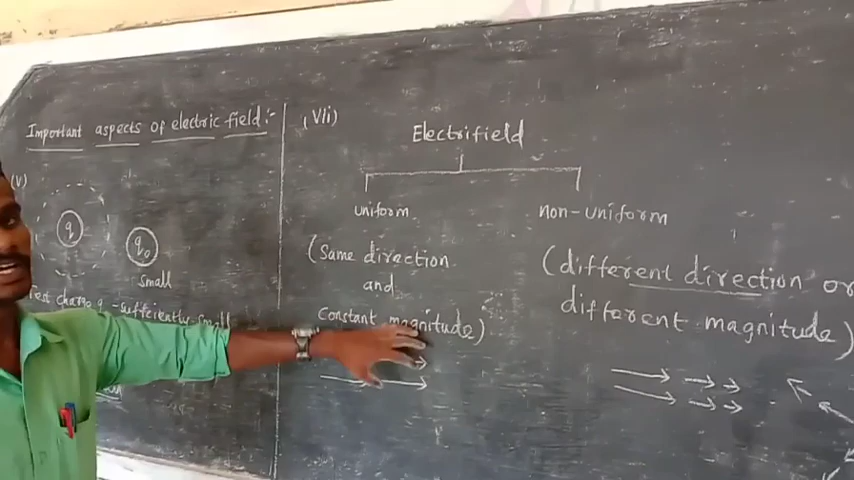 Important aspects of electric field:-
(V)
q
q₀
small
Test charge q -sufficiently small
(Vii)
Electrifield
uniform
(Same direction
and
Constant magnitude)
non-uniform
(different direction or
different magnitude)